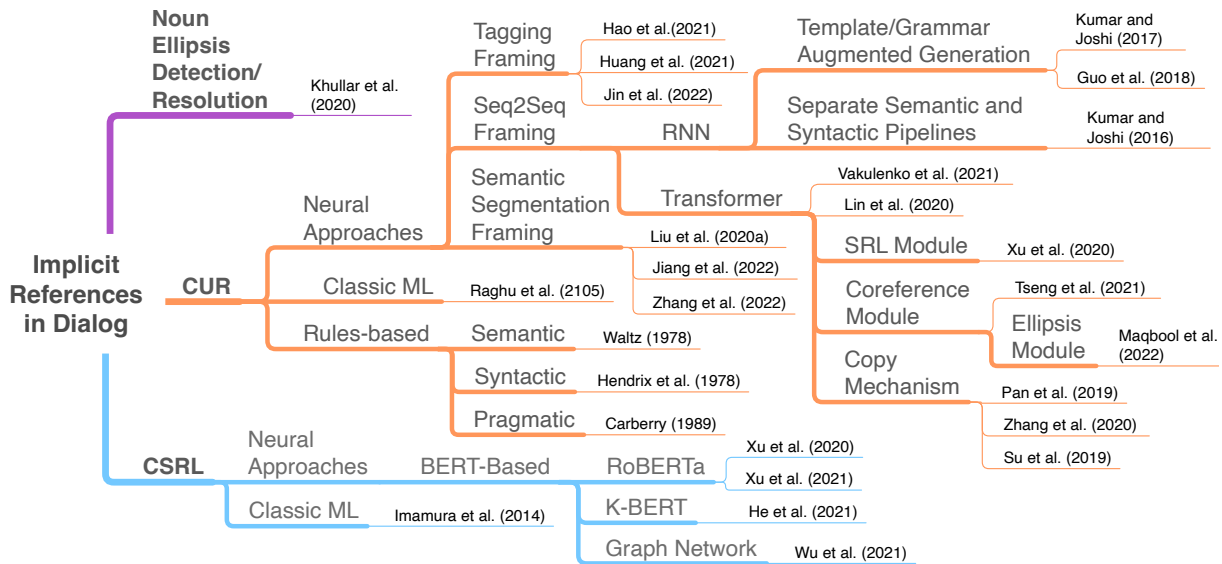 Implicit
References
in Dialog
Noun
Ellipsis
Detection/
Resolution
Khullar et al.
(2020)
CUR
Neural
Approaches
Tagging
Framing
Hao et al.(2021)
Huang et al. (2021)
Jin et al. (2022)
Seq2Seq
Framing
RNN
Template/Grammar
Augmented Generation
Kumar and
Joshi (2017)
Guo et al. (2018)
Separate Semantic and
Syntactic Pipelines
Kumar and
Joshi (2016)
Transformer
Vakulenko et al. (2021)
Lin et al. (2020)
SRL Module
Xu et al. (2020)
Coreference
Module
Tseng et al. (2021)
Ellipsis
Module
Maqbool et al.
(2022)
Copy
Mechanism
Pan et al. (2019)
Zhang et al. (2020)
Su et al. (2019)
Semantic
Segmentation
Framing
Liu et al. (2020a)
Jiang et al. (2022)
Zhang et al. (2022)
Classic ML
Raghu et al. (2105)
Rules-based
Semantic
Waltz (1978)
Syntactic
Hendrix et al. (1978)
Pragmatic
Carberry (1989)
CSRL
Neural
Approaches
BERT-Based
RoBERTa
Xu et al. (2020)
Xu et al. (2021)
K-BERT
He et al. (2021)
Graph Network
Wu et al. (2021)
Classic ML
Imamura et al. (2014)